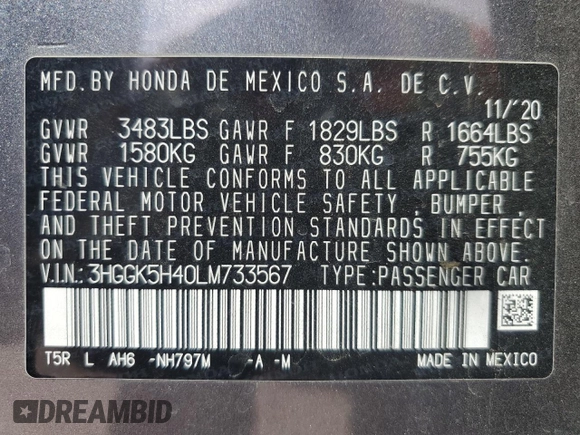 MFD. BY HONDA DE MEXICO S.A. DE C.V.
11/'20
GVWR 3483LBS GAWR F 1829LBS R 1664LBS
GVWR 1580KG GAWR F 830KG R 755KG
THIS VEHICLE CONFORMS TO ALL APPLICABLE
FEDERAL MOTOR VEHICLE SAFETY, BUMPER,
AND THEFT PREVENTION STANDARDS IN EFFECT
ON THE DATE OF MANUFACTURE SHOWN ABOVE.
V.I.N.: 3HGGK5H40LM733567 TYPE: PASSENGER CAR
T5R L AH6 -NH797M -A -M MADE IN MEXICO
DREAMBID